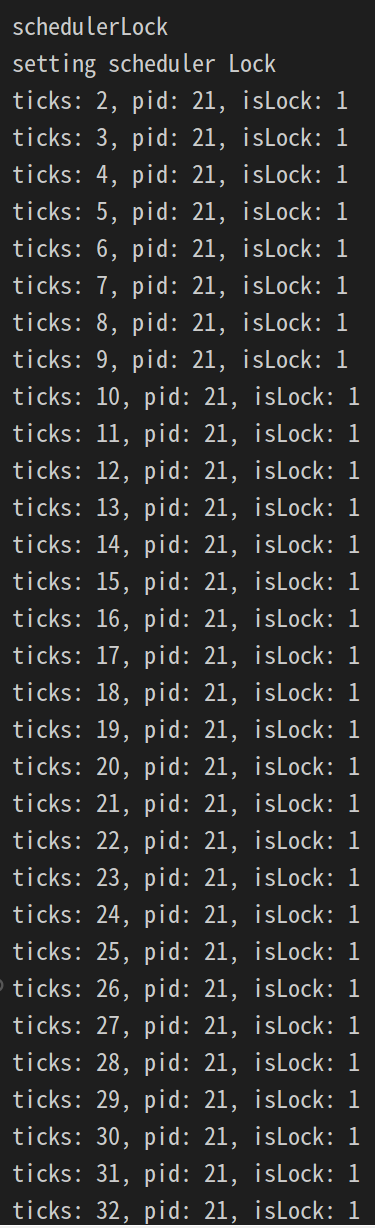 schedulerLock
setting scheduler Lock
ticks: 2, pid: 21, isLock: 1
ticks: 3, pid: 21, isLock: 1
ticks: 4, pid: 21, isLock: 1
ticks: 5, pid: 21, isLock: 1
ticks: 6, pid: 21, isLock: 1
ticks: 7, pid: 21, isLock: 1
ticks: 8, pid: 21, isLock: 1
ticks: 9, pid: 21, isLock: 1
ticks: 10, pid: 21, isLock: 1
ticks: 11, pid: 21, isLock: 1
ticks: 12, pid: 21, isLock: 1
ticks: 13, pid: 21, isLock: 1
ticks: 14, pid: 21, isLock: 1
ticks: 15, pid: 21, isLock: 1
ticks: 16, pid: 21, isLock: 1
ticks: 17, pid: 21, isLock: 1
ticks: 18, pid: 21, isLock: 1
ticks: 19, pid: 21, isLock: 1
ticks: 20, pid: 21, isLock: 1
ticks: 21, pid: 21, isLock: 1
ticks: 22, pid: 21, isLock: 1
ticks: 23, pid: 21, isLock: 1
ticks: 24, pid: 21, isLock: 1
ticks: 25, pid: 21, isLock: 1
ticks: 26, pid: 21, isLock: 1
ticks: 27, pid: 21, isLock: 1
ticks: 28, pid: 21, isLock: 1
ticks: 29, pid: 21, isLock: 1
ticks: 30, pid: 21, isLock: 1
ticks: 31, pid: 21, isLock: 1
ticks: 32, pid: 21, isLock: 1